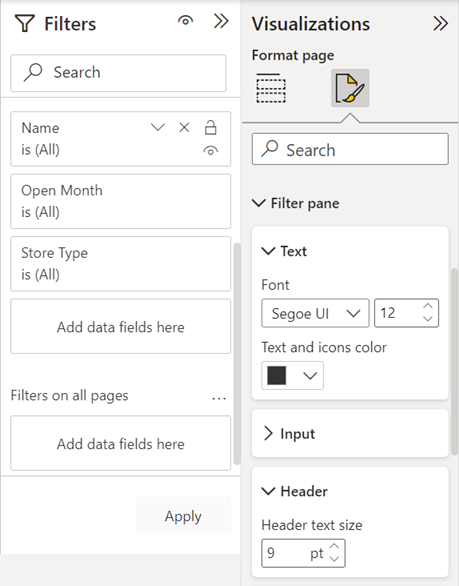 Filters
Search
Name
is (All)
Open Month
is (All)
Store Type
is (All)
Add data fields here
Filters on all pages
...
Add data fields here
Apply
Visualizations
Format page
Search
Filter pane
Text
Font
Segoe UI 12
Text and icons color
Input
Header
Header text size
9 pt